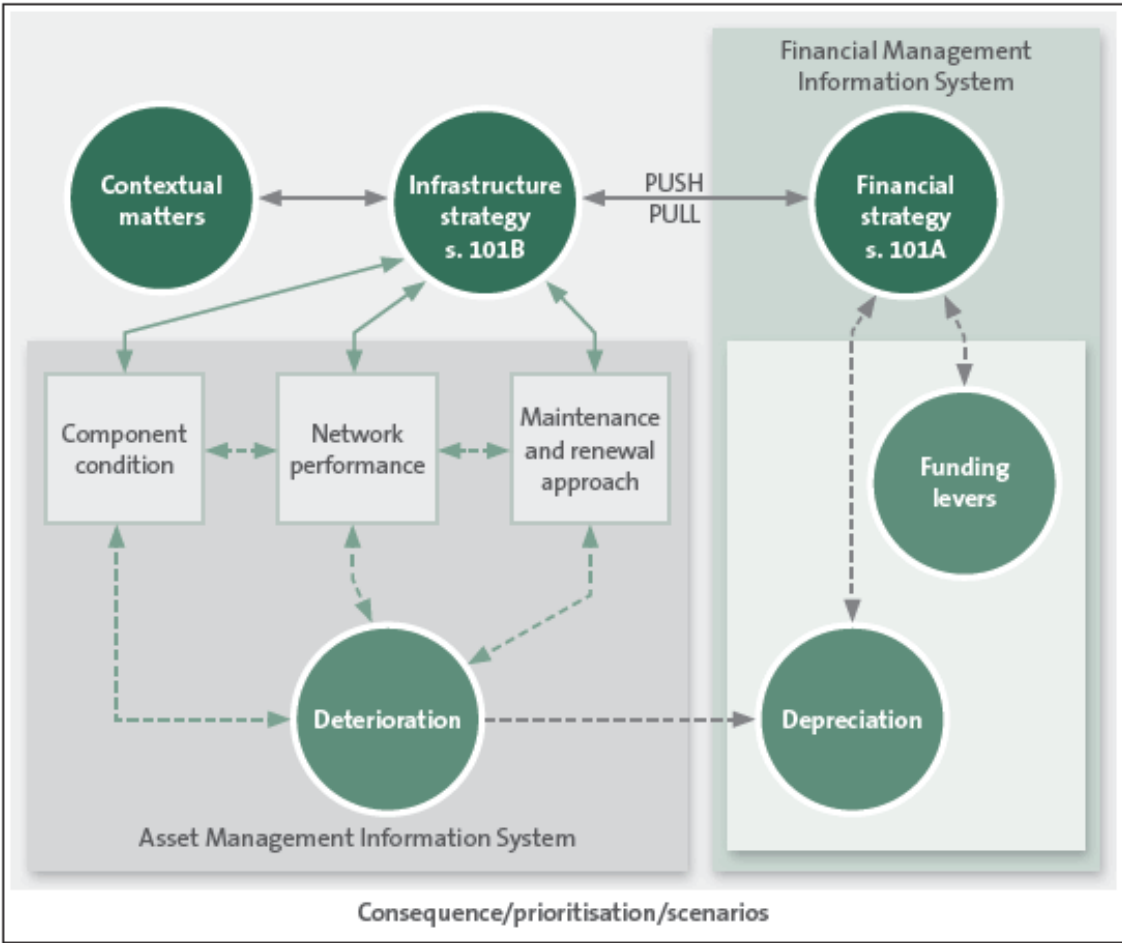 Financial Management
Information System
Contextual
matters
Infrastructure
strategy
s. 101B
PUSH
PULL
Financial
strategy
s. 101A
Component
condition
Network
performance
Maintenance
and renewal
approach
Funding
levers
Deterioration
Depreciation
Asset Management Information System
Consequence/prioritisation/scenarios